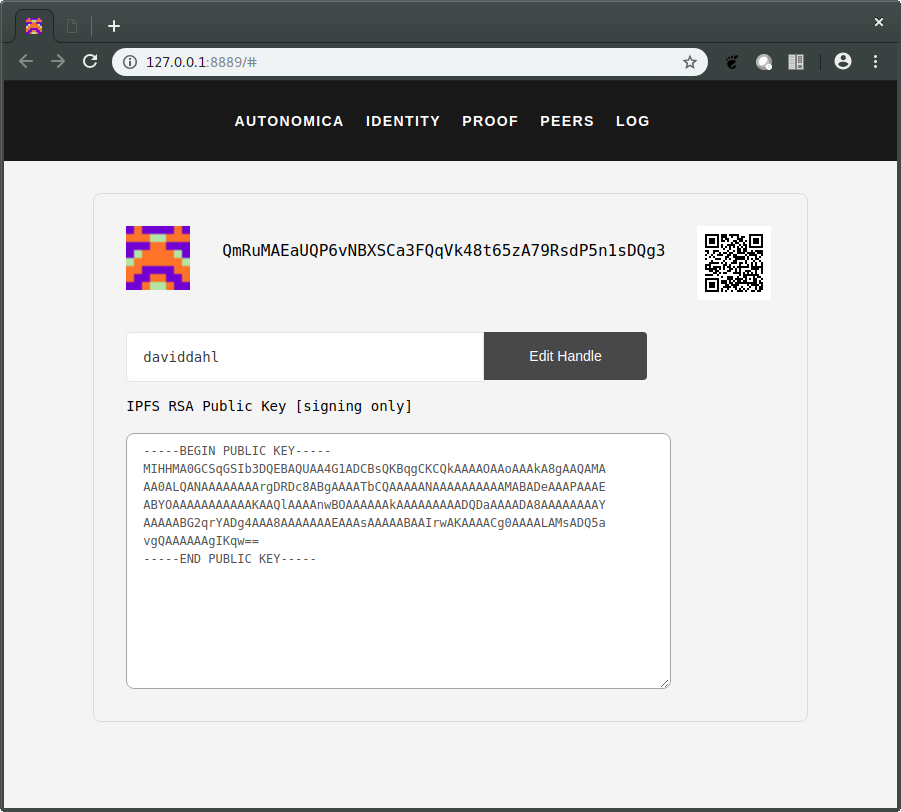 127.0.0.1:8889/#
AUTONOMICA IDENTITY PROOF PEERS LOG
QmRuMAEaUQP6vNBXSCa3FQqVk48t65zA79RsdP5n1sDQg3
daviddahl
Edit Handle
IPFS RSA Public Key [signing only]
-----BEGIN PUBLIC KEY-----
MIHHMA0GCSqGSIb3DQEBAQUAA4G1ADCBsQKBqgCKCQkAAAAOAAoAAAkA8gAAQAMA
AA0ALQANAAAAAAAArgDRDc8ABgAAAATbCQAAAAANAAAAAAAAAAMABADeAAAPAAAE
ABYOAAAAAAAAAAAKAAQlAAAAnwBOAAAAAAkAAAAAAAAADQDaAAAADA8AAAAAAAAY
AAAAABG2qrYADg4AAA8AAAAAAAEAAAsAAAAABAAIrwAKAAAACg0AAAALAMsADQ5a
vgQAAAAAAgIKqw==
-----END PUBLIC KEY-----